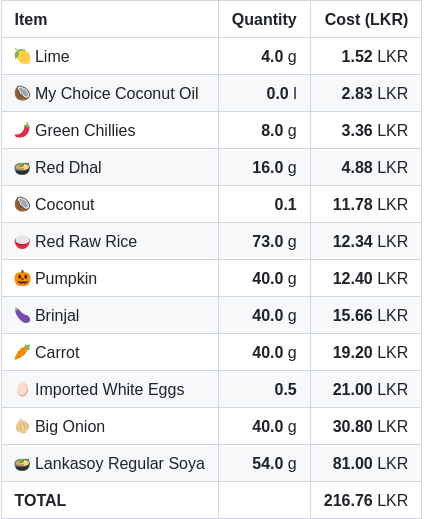 Item Quantity Cost (LKR)
Lime 4.0 g 1.52 LKR
My Choice Coconut Oil 0.0 l 2.83 LKR
Green Chillies 8.0 g 3.36 LKR
Red Dhal 16.0 g 4.88 LKR
Coconut 0.1 11.78 LKR
Red Raw Rice 73.0 g 12.34 LKR
Pumpkin 40.0 g 12.40 LKR
Brinjal 40.0 g 15.66 LKR
Carrot 40.0 g 19.20 LKR
Imported White Eggs 0.5 21.00 LKR
Big Onion 40.0 g 30.80 LKR
Lankasoy Regular Soya 54.0 g 81.00 LKR
TOTAL 216.76 LKR